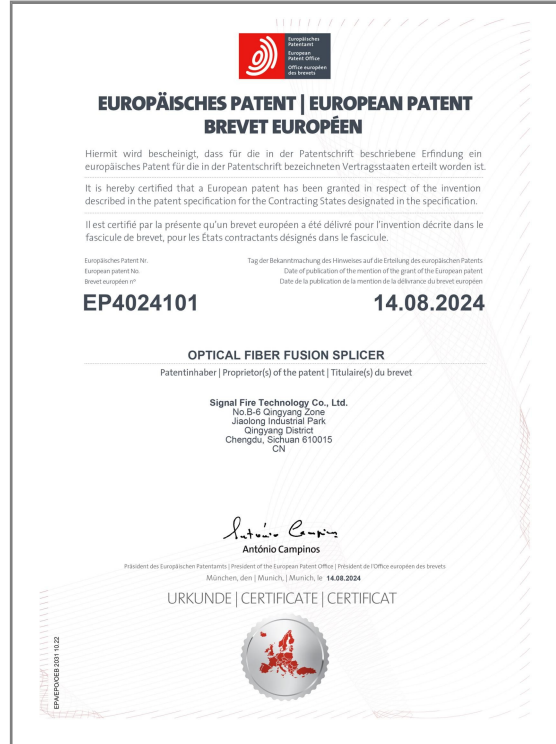 Europäisches
Patentamt
European
Patent Office
Office européen
des brevets
EUROPÄISCHES PATENT | EUROPEAN PATENT
BREVET EUROPÉEN
Hiermit wird bescheinigt, dass für die in der Patentschrift beschriebene Erfindung ein
europäisches Patent für die in der Patentschrift bezeichneten Vertragsstaaten erteilt worden ist.
It is hereby certified that a European patent has been granted in respect of the invention
described in the patent specification for the Contracting States designated in the specification.
Il est certifié par la présente qu'un brevet européen a été délivré pour l'invention décrite dans le
fascicule de brevet, pour les États contractants désignés dans le fascicule.
Europäisches Patent Nr.
European patent No.
Brevet européen nº
Tag der Bekanntmachung des Hinweises auf die Erteilung des europäischen Patents
Date of publication of the mention of the grant of the European patent
Date de la publication de la mention de la délivrance du brevet européen
EP4024101
14.08.2024
OPTICAL FIBER FUSION SPLICER
Patentinhaber | Proprietor(s) of the patent | Titulaire(s) du brevet
Signal Fire Technology Co., Ltd.
No.B-6 Qingyang Zone
Jiaolong Industrial Park
Qingyang District
Chengdu, Sichuan 610015
CN
António Campinos
António Campinos
Präsident des Europäischen Patentamts | President of the European Patent Office | Président de l'Office européen des brevets
München, den | Munich, | Munich, le 14.08.2024
URKUNDE | CERTIFICATE | CERTIFICAT
EPA/EPO/OEB 2031 10.22